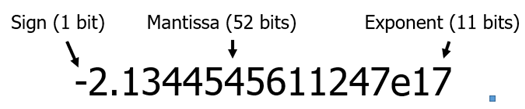 Sign (1 bit) Mantissa (52 bits) Exponent (11 bits)
-2.1344545611247e17